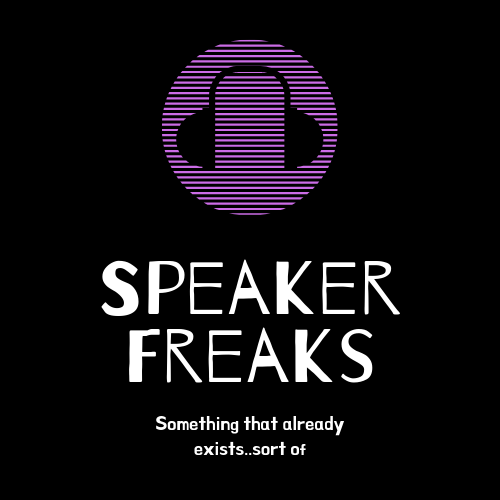 SPEAKER
FREAKS
Something that already
exists..sort of